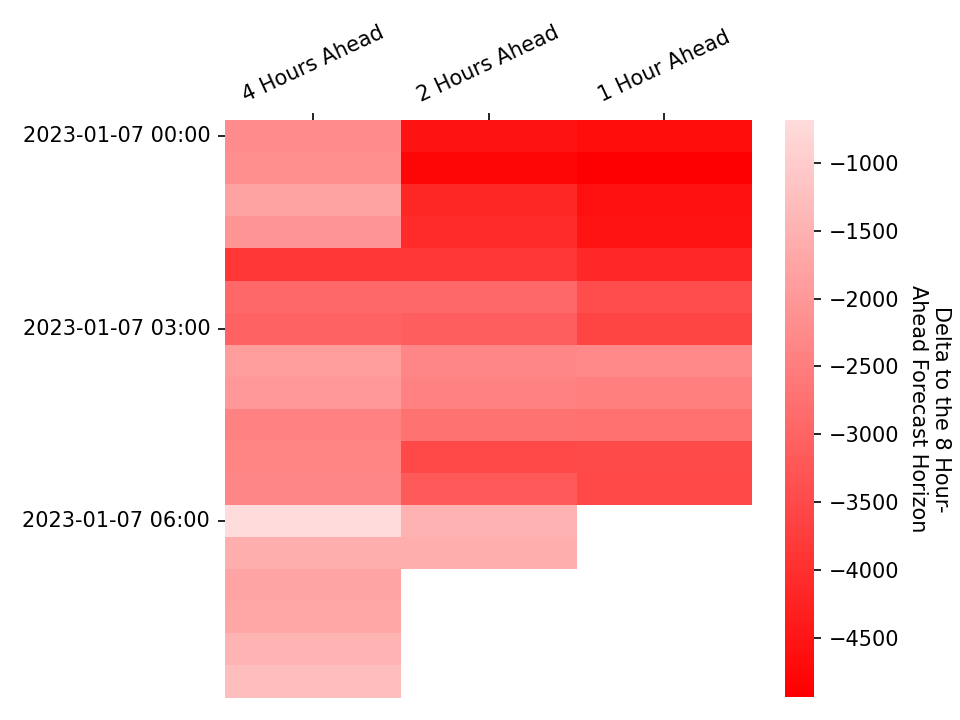 4 Hours Ahead
2 Hours Ahead
1 Hour Ahead
2023-01-07 00:00
2023-01-07 03:00
2023-01-07 06:00
−1000
−1500
−2000
−2500
−3000
−3500
−4000
−4500
Delta to the 8 Hour-
Ahead Forecast Horizon